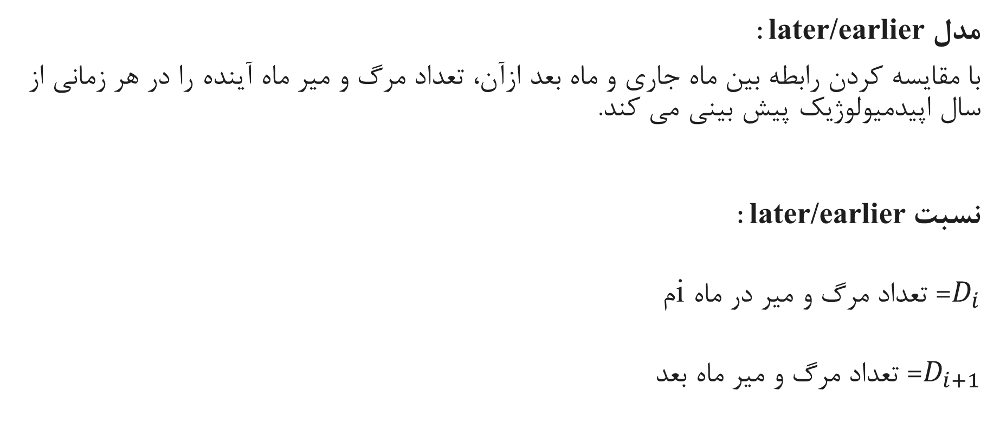 مدل later/earlier :
با مقایسه کردن رابطه بین ماه جاری و ماه بعد ازآن، تعداد مرگ و میر ماه آینده را در هر زمانی از
سال اپیدمیولوژیک پیش بینی می کند.
نسبت later/earlier :
D_i= تعداد مرگ و میر در ماه iم
D_{i+1}= تعداد مرگ و میر ماه بعد